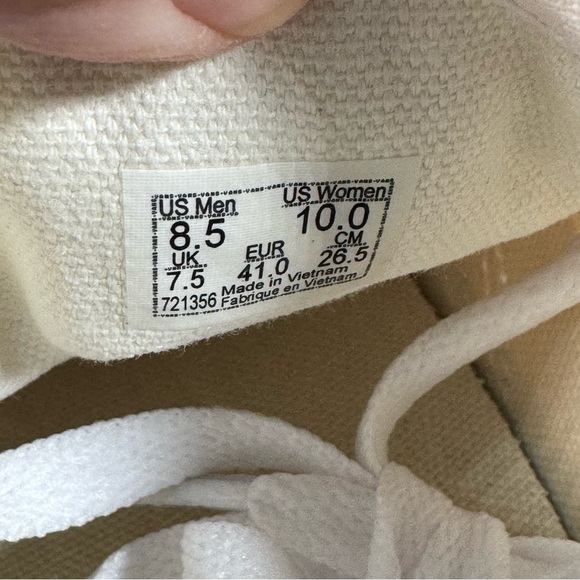 US Men US Women
8.5 10.0
UK EUR CM
7.5 41.0 26.5
Made in Vietnam
721356 Fabrique en Vietnam